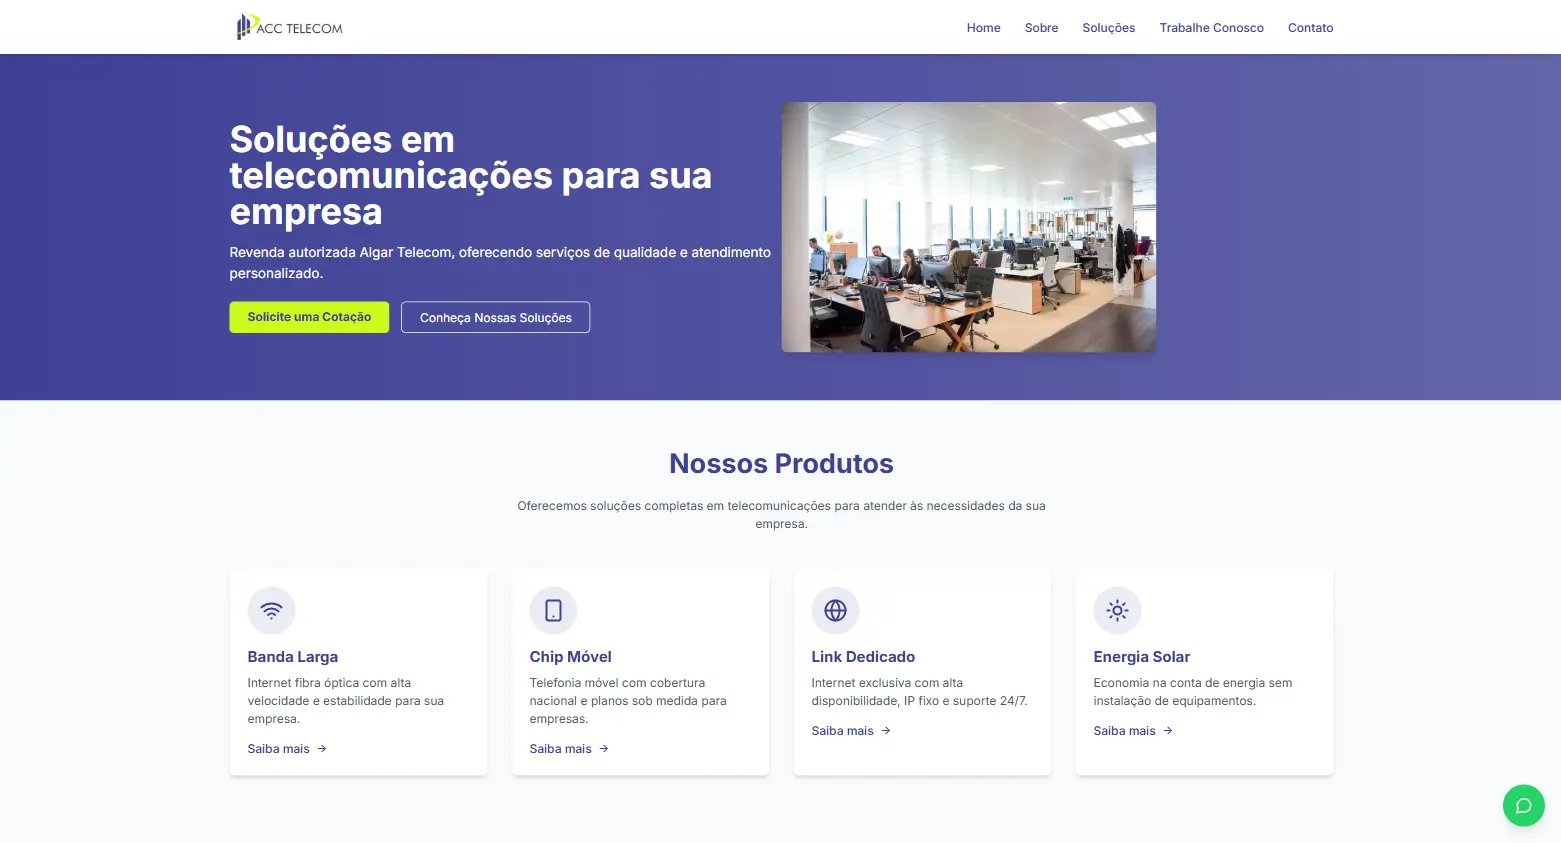 ACC TELECOM
Home
Sobre
Soluções
Trabalhe Conosco
Contato
Soluções em
telecomunicações para sua
empresa
Revenda autorizada Algar Telecom, oferecendo serviços de qualidade e atendimento
personalizado.
Solicite uma Cotação
Conheça Nossas Soluções
Nossos Produtos
Oferecemos soluções completas em telecomunicações para atender às necessidades da sua
empresa.
Banda Larga
Internet fibra óptica com alta
velocidade e estabilidade para sua
empresa.
Saiba mais →
Chip Móvel
Telefonia móvel com cobertura
nacional e planos sob medida para
empresas.
Saiba mais →
Link Dedicado
Internet exclusiva com alta
disponibilidade, IP fixo e suporte 24/7.
Saiba mais →
Energia Solar
Economia na conta de energia sem
instalação de equipamentos.
Saiba mais →